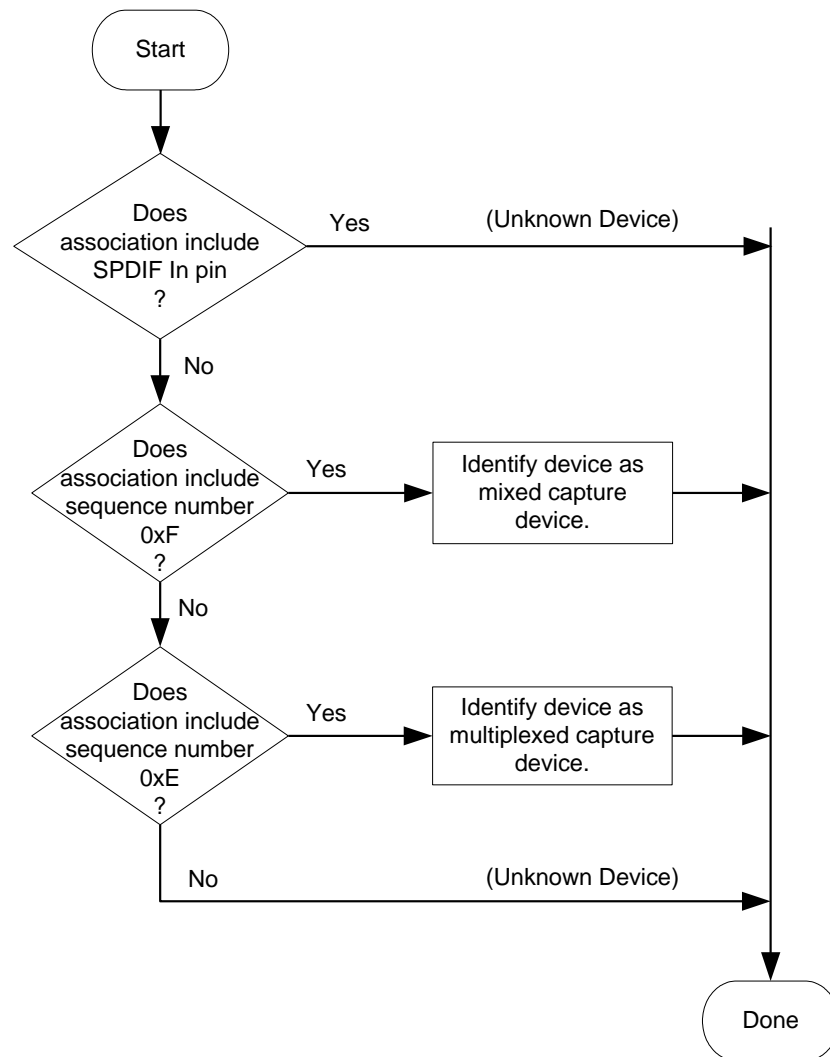 Start
Does
association include
SPDIF In pin
?
Yes
(Unknown Device)
No
Does
association include
sequence number
0xF
?
Yes
Identify device as
mixed capture
device.
No
Does
association include
sequence number
0xE
?
Yes
Identify device as
multiplexed capture
device.
No
(Unknown Device)
Done